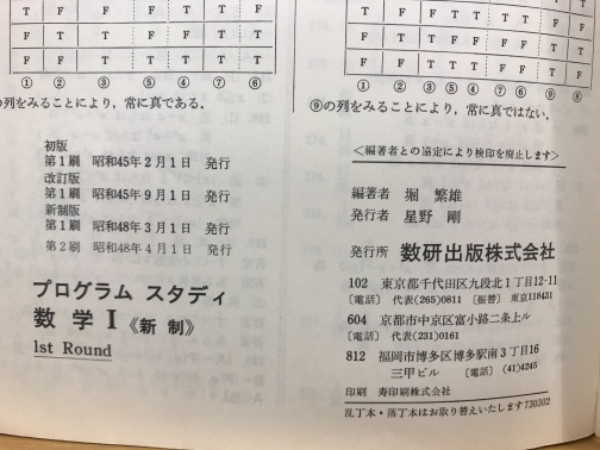 T F F T T F F
F T T F F T F
F F T T T T T
① ② ③ ⑤ ④ ⑦ ⑥
の列をみることにより，常に真である．
T F F T T T F F
T F T F T F F T
F F T T T F F T F
① ② ③ ⑤ ④ ⑦ ⑥ ⑨ ⑧
⑨の列をみることにより，常に真ではない．
初版
第1刷 昭和45年2月1日 発行
改訂版
第1刷 昭和45年9月1日 発行
新制版
第1刷 昭和48年3月1日 発行
第2刷 昭和48年4月1日 発行
プログラム スタディ
数学Ⅰ《新制》
1st Round
＜編著者との協定により検印を廃止します＞
編著者 堀 繁雄
発行者 星野 剛
発行所 数研出版株式会社
102 東京都千代田区九段北1丁目12-11
〔電話〕 代表(265)0811 〔振替〕 東京118431
604 京都市中京区富小路二条上ル
〔電話〕 代表(231)0161
812 福岡市博多区博多駅南3丁目16
三甲ビル 〔電話〕 (41)4245
印刷 寿印刷株式会社
乱丁本・落丁本はお取り替えいたします 730302